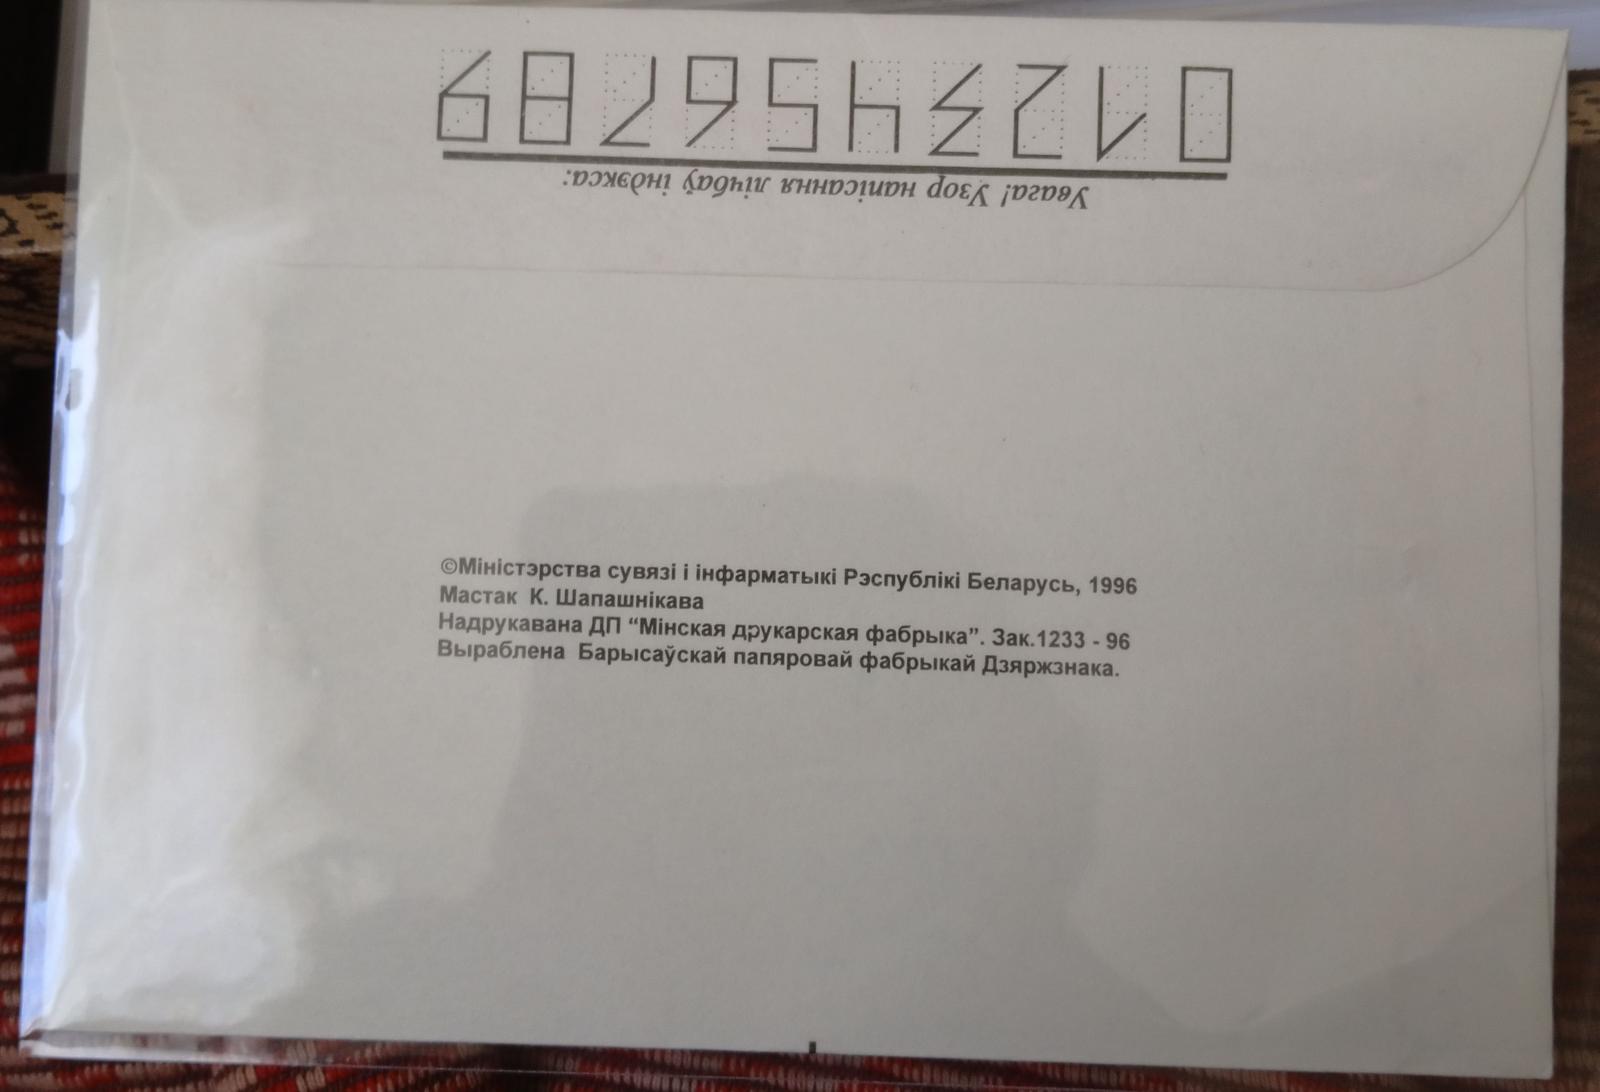 Увага! Узор напісання лічбаў індэкса:
0123456789
©Міністэрства сувязі і інфарматыкі Рэспублікі Беларусь, 1996
Мастак К. Шапашнікава
Надрукавана ДП “Мінская друкарская фабрыка”. Зак.1233 - 96
Выраблена Барысаўскай папяровай фабрыкай Дзяржзнака.